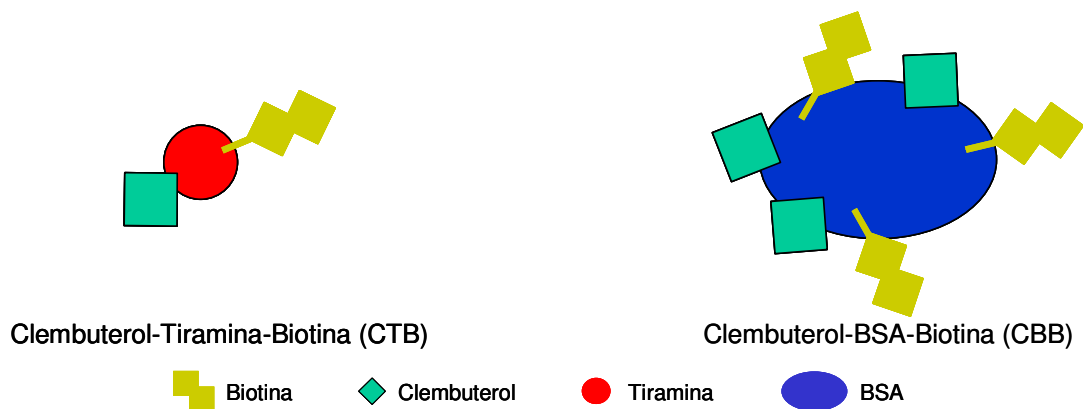 Clembuterol-Tiramina-Biotina (CTB)
Clembuterol-BSA-Biotina (CBB)
Biotina
Clembuterol
Tiramina
BSA